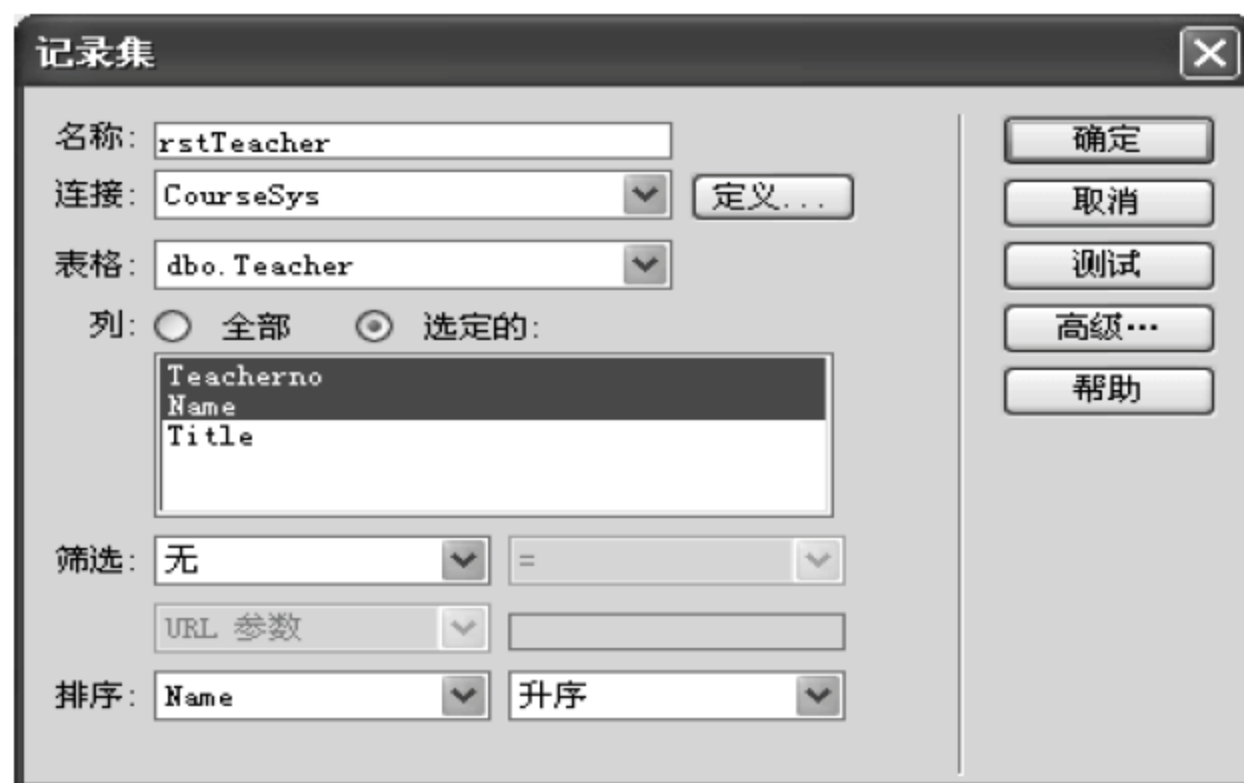 记录集
名称: rstTeacher
连接: CourseSys 定义...
表格: dbo.Teacher
列: 全部 选定的:
Teacherno
Name
Title
筛选: 无 =
URL 参数
排序: Name 升序
确定
取消
测试
高级…
帮助